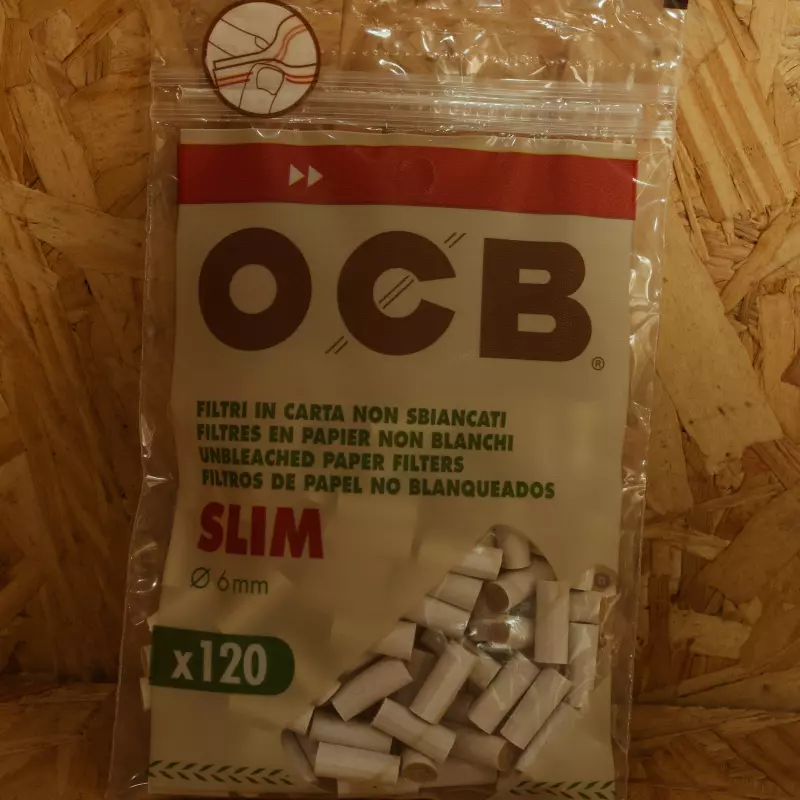 OCB
®
FILTRI IN CARTA NON SBIANCATI
FILTRES EN PAPIER NON BLANCHI
UNBLEACHED PAPER FILTERS
FILTROS DE PAPEL NO BLANQUEADOS
SLIM
Ø 6mm
x120